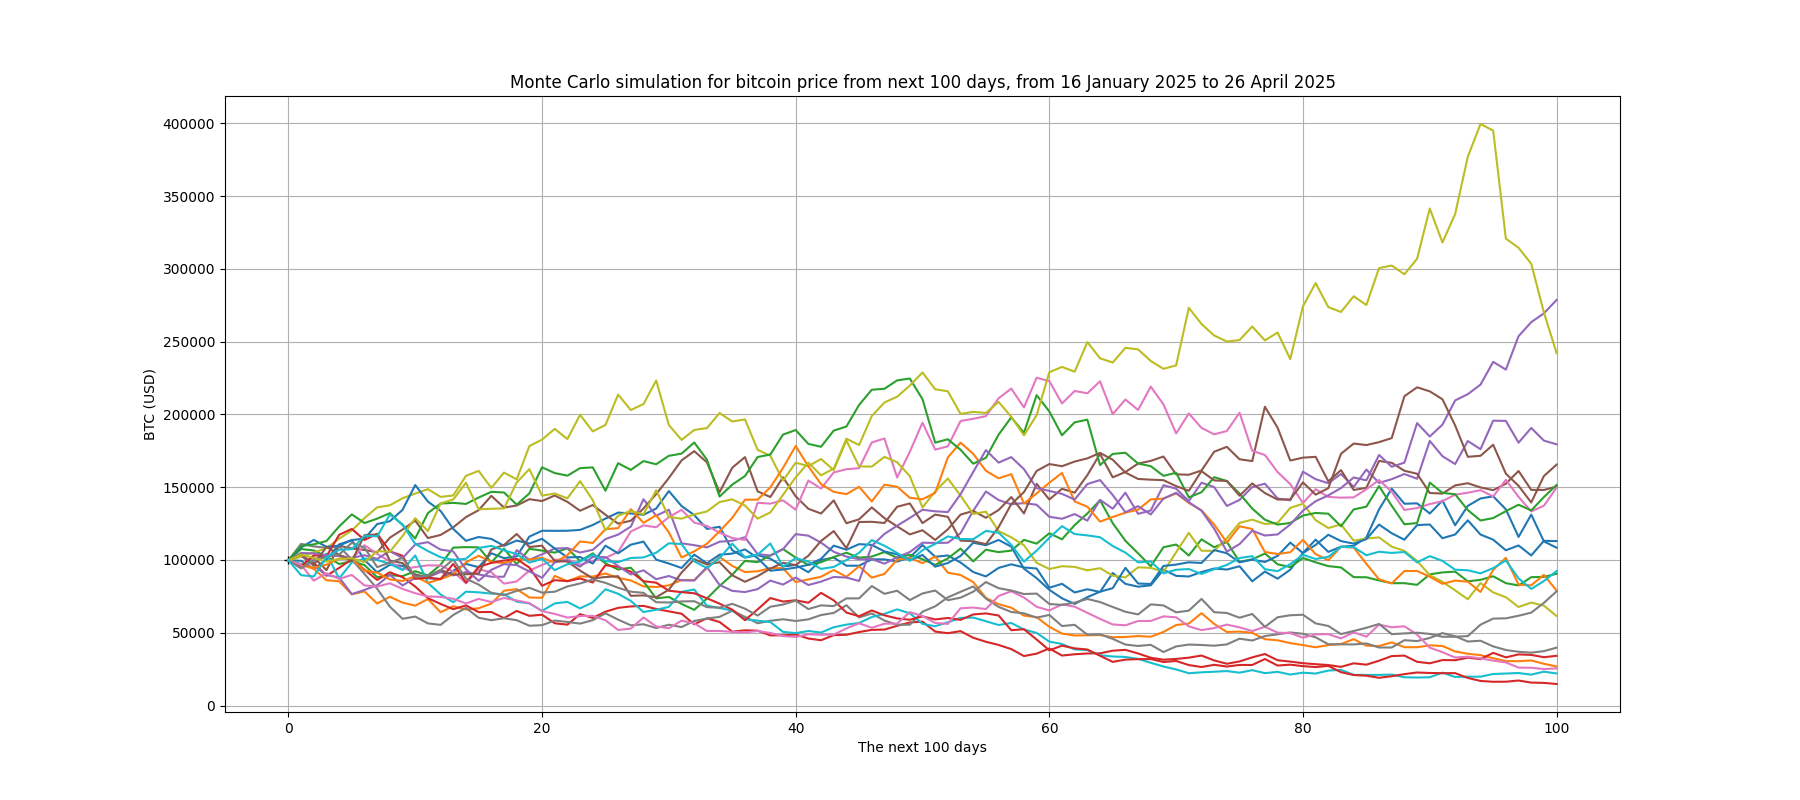 Monte Carlo simulation for bitcoin price from next 100 days, from 16 January 2025 to 26 April 2025
400000
350000
300000
250000
200000
150000
100000
50000
0
BTC (USD)
0 20 40 60 80 100
The next 100 days